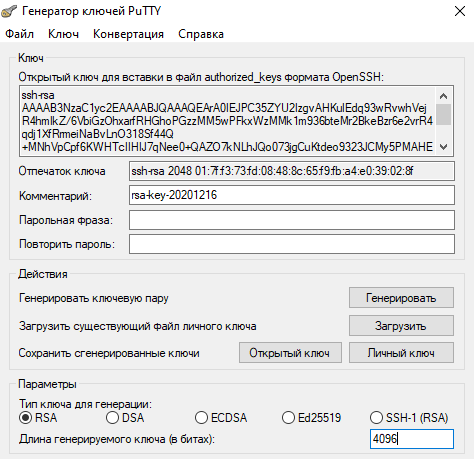 Генератор ключей PuTTY
Файл Ключ Конвертация Справка
Ключ
Открытый ключ для вставки в файл authorized_keys формата OpenSSH:
ssh-rsa
AAAAB3NzaC1yc2EAAAABJQAAAQEArA0IEJPC35ZYU2IzgvAHKulEdq93wRvwhVej
R4hmIkZ/6VbiGzOhxarfRHGhoPGzzMM5wPFkxWzMMk1m936bteMr2BkeBzr6e2vrR4
qdj1XfRmeiNaBvLnO318Sf44Q
+MNhVpCpf6KWHTcIlHIJ7qNee0+QAZO7kNLhJQo073jgCuKtdeo9323JCMy5PMAHE
Отпечаток ключа ssh-rsa 2048 01:7f:f3:73:fd:08:48:8c:65:f9:fb:a4:e0:39:02:8f
Комментарий: rsa-key-20201216
Парольная фраза:
Повторить пароль:
Действия
Генерировать ключевую пару Генерировать
Загрузить существующий файл личного ключа Загрузить
Сохранить сгенерированные ключи Открытый ключ Личный ключ
Параметры
Тип ключа для генерации:
RSA DSA ECDSA Ed25519 SSH-1 (RSA)
Длина генерируемого ключа (в битах): 4096